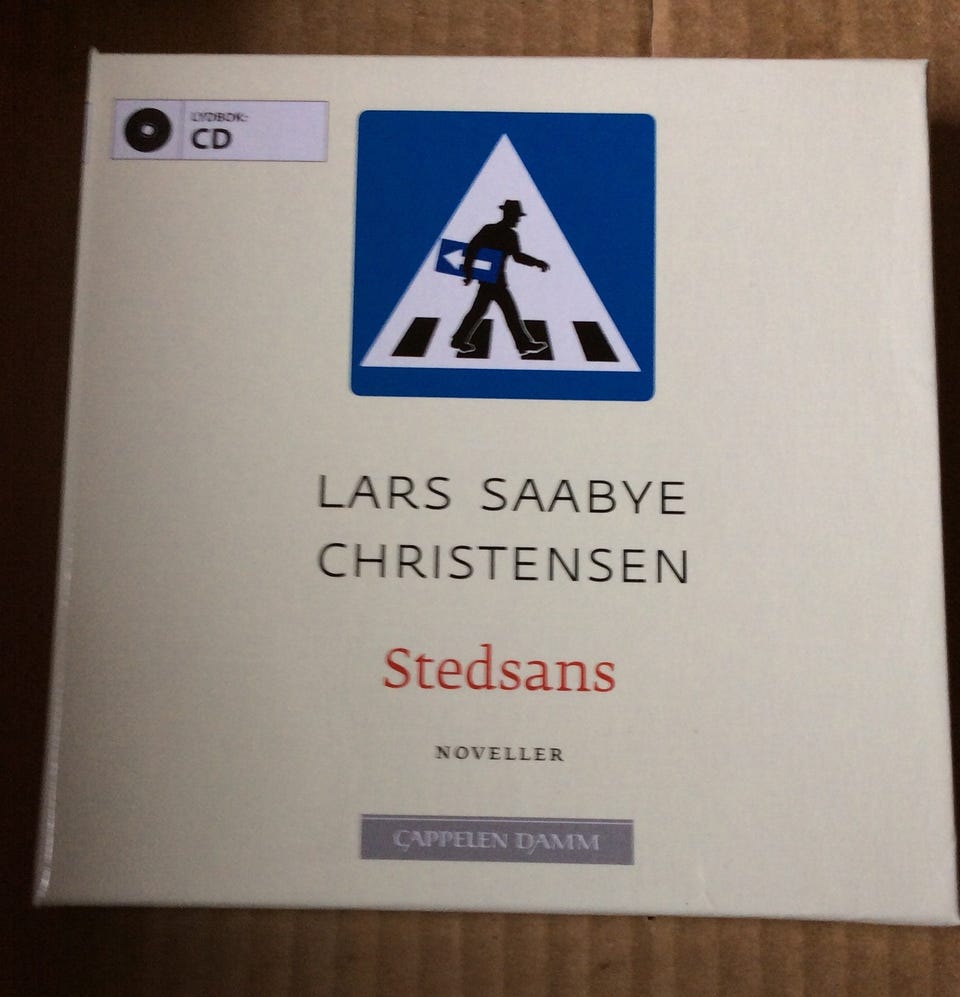 LYDBOK:
CD
LARS SAABYE
CHRISTENSEN
Stedsans
NOVELLER
CAPPELEN DAMM